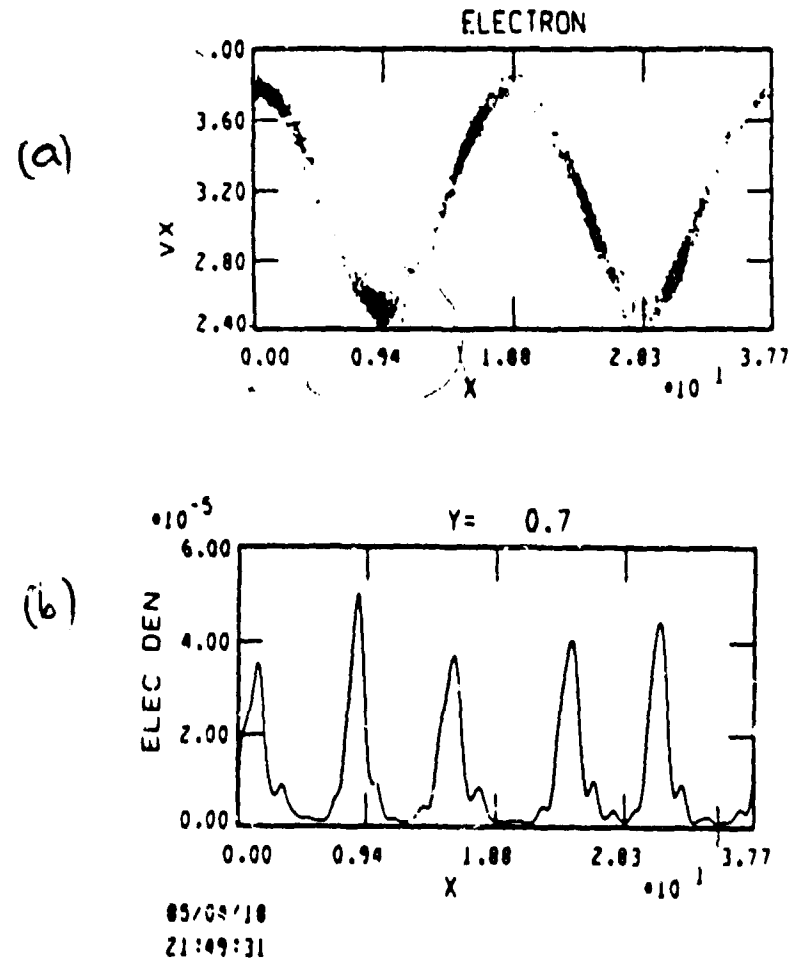 ELECTRON
(a)
.00
3.60
3.20
2.80
2.40
VX
0.00 0.94 1.88 2.83 3.77
X
•10 1
•10 -5
Y= 0.7
(b)
6.00
4.00
2.00
0.00
ELEC DEN
0.00 0.94 1.88 2.83 3.77
X
•10 1
21:49:31